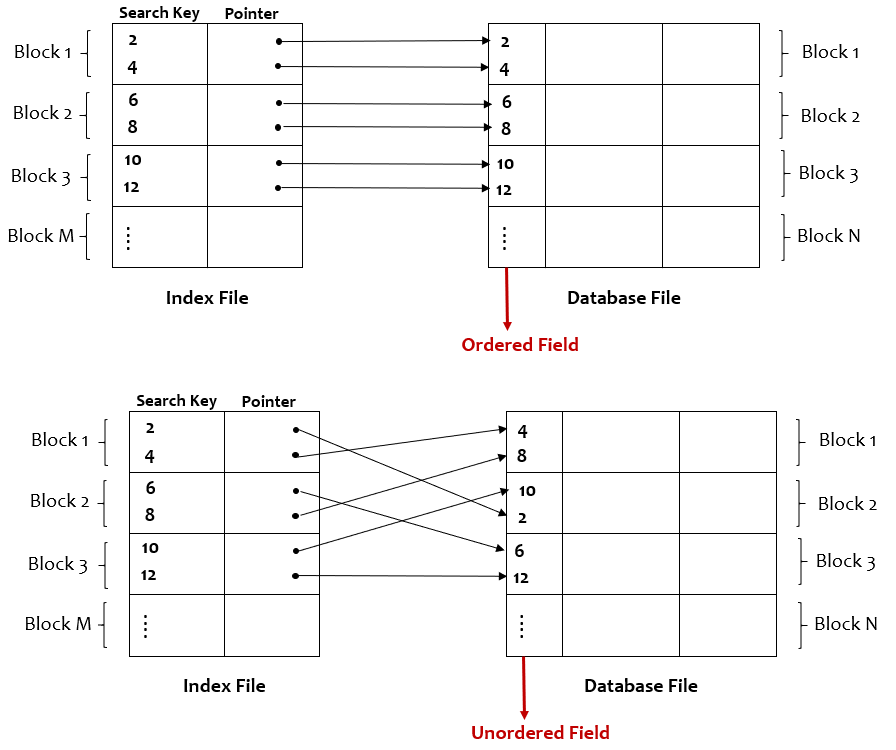 Search Key Pointer
Block 1 2 2 Block 1
4 4
Block 2 6 6 Block 2
8 8
Block 3 10 10 Block 3
12 12
Block M ⋮ ⋮ Block N
Index File Database File
Ordered Field
Search Key Pointer
Block 1 2 4 Block 1
4 8
Block 2 6 10 Block 2
8 2
Block 3 10 6 Block 3
12 12
Block M ⋮ ⋮ Block N
Index File Database File
Unordered Field